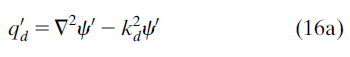 q′_d = ∇²ψ′ − k_d²ψ′ (16a)